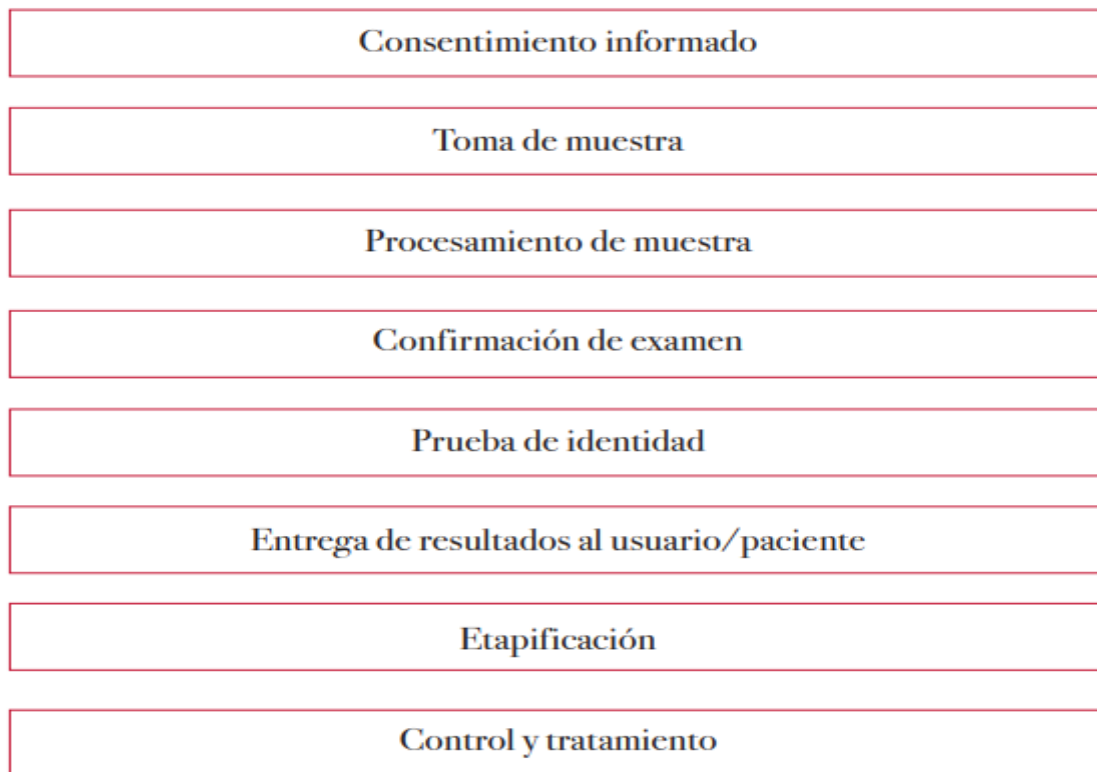 Consentimiento informado
Toma de muestra
Procesamiento de muestra
Confirmación de examen
Prueba de identidad
Entrega de resultados al usuario/paciente
Etapificación
Control y tratamiento